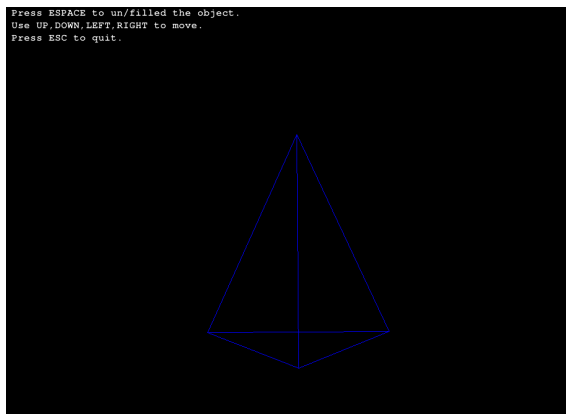 Press ESPACE to un/filled the object.
Use UP,DOWN,LEFT,RIGHT to move.
Press ESC to quit.